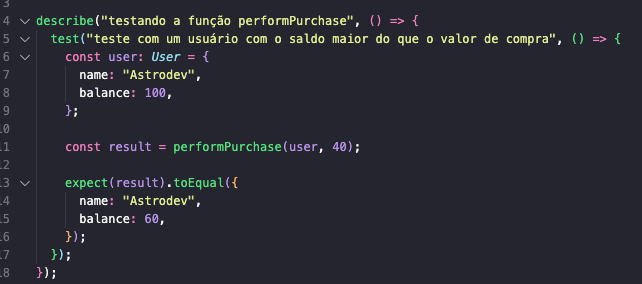 3
4 describe("testando a função performPurchase", () => {
5 test("teste com um usuário com o saldo maior do que o valor de compra", () => {
6 const user: User = {
7 name: "Astrodev",
8 balance: 100,
9 };
10
11 const result = performPurchase(user, 40);
12
13 expect(result).toEqual({
14 name: "Astrodev",
15 balance: 60,
16 });
17 });
18 });